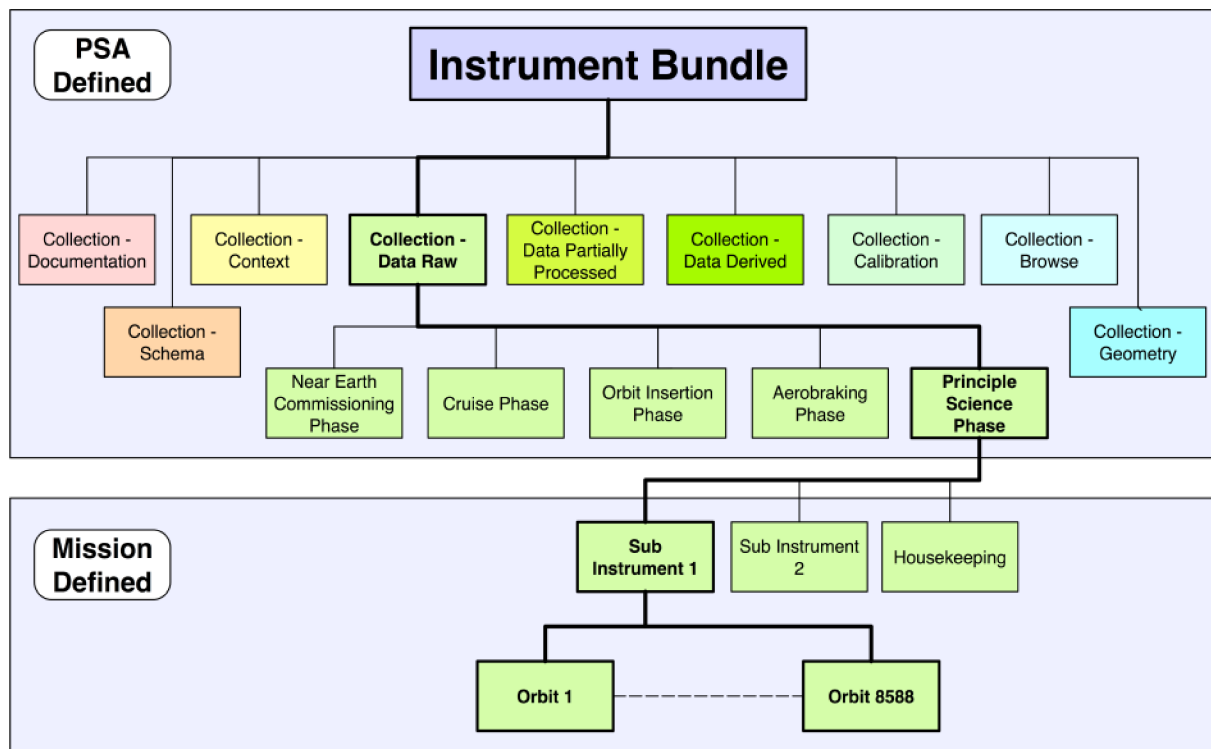 PSA
Defined
Instrument Bundle
Collection -
Documentation
Collection -
Context
Collection -
Data Raw
Collection -
Data Partially
Processed
Collection -
Data Derived
Collection -
Calibration
Collection -
Browse
Collection -
Schema
Collection -
Geometry
Near Earth
Commissioning
Phase
Cruise Phase
Orbit Insertion
Phase
Aerobraking
Phase
Principle
Science
Phase
Mission
Defined
Sub
Instrument 1
Sub Instrument
2
Housekeeping
Orbit 1
Orbit 8588